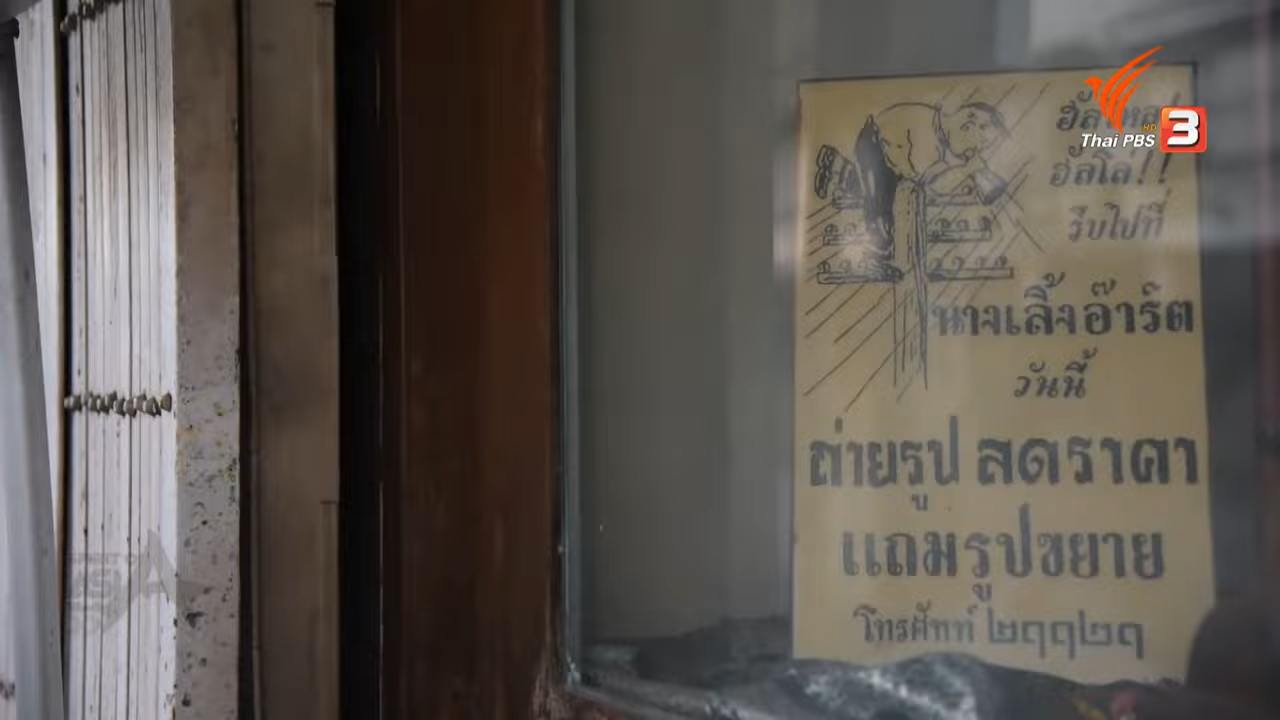 ฮัลโหล
Thai PBS HD 3
ฮัลโล่!!
รีบไปที่
นางเลิ้งอ๊าร๊ต
วันนี้
ถ่ายรูป ลดราคา
แถมรูปขยาย
โทรศัพท์ ๒๑๑๒๑